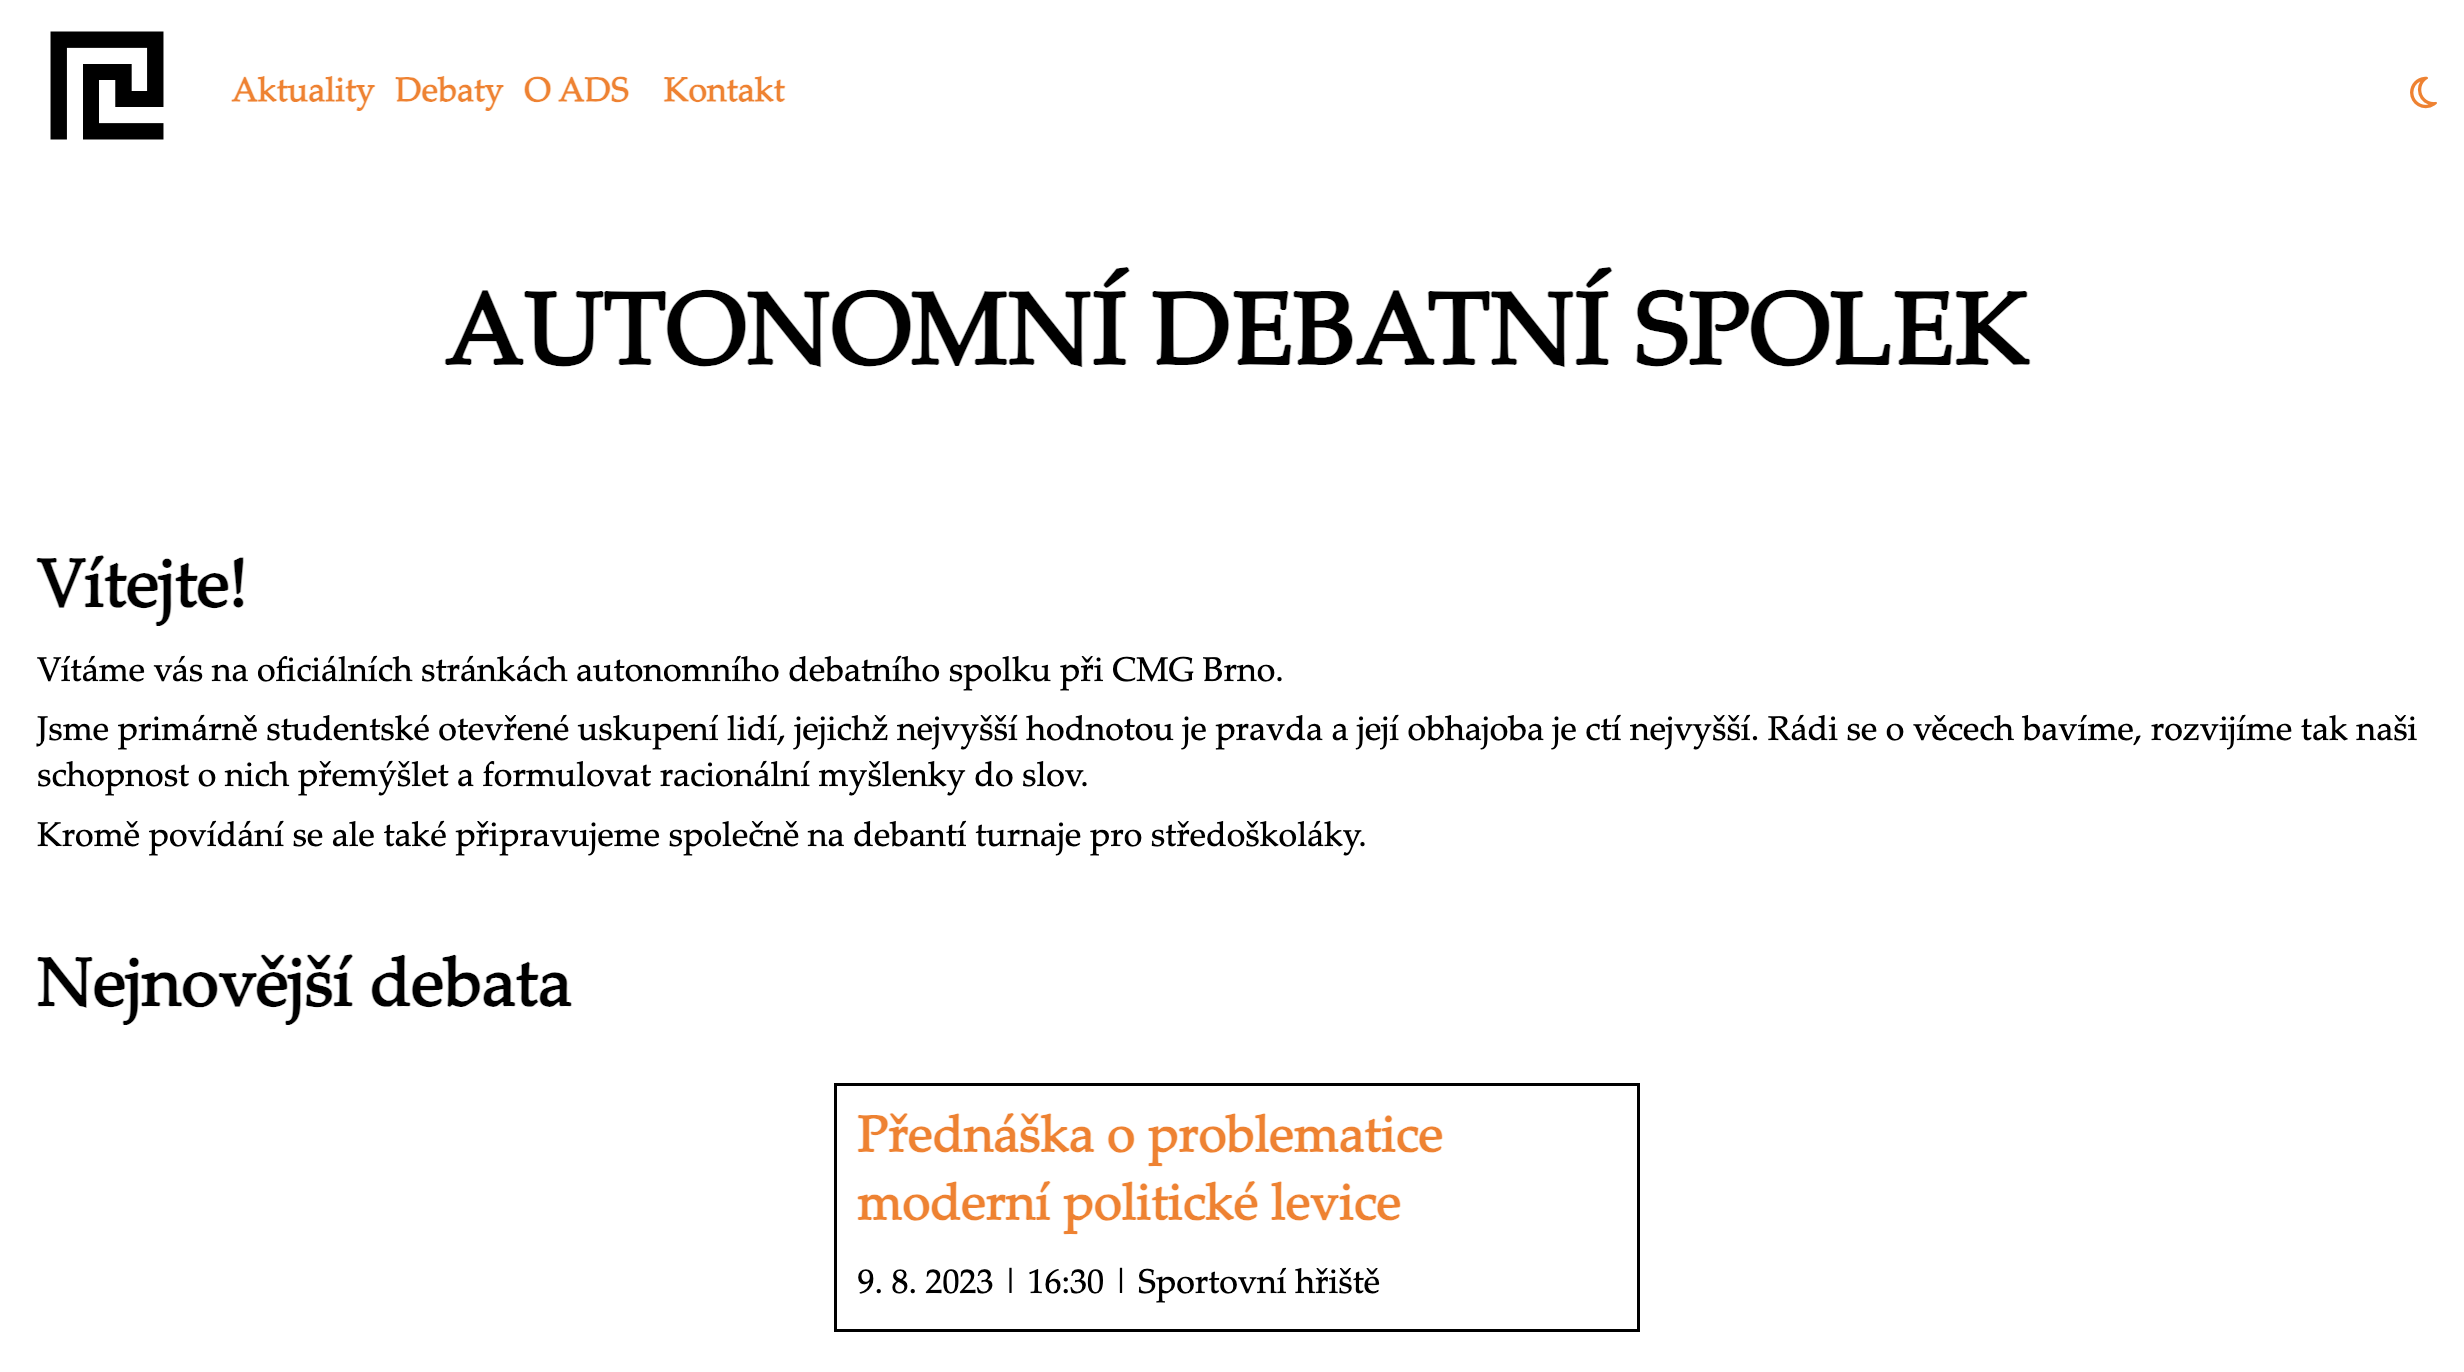 Aktuality Debaty O ADS Kontakt
AUTONOMNÍ DEBATNÍ SPOLEK
Vítejte!
Vítáme vás na oficiálních stránkách autonomního debatního spolku při CMG Brno.
Jsme primárně studentské otevřené uskupení lidí, jejichž nejvyšší hodnotou je pravda a její obhajoba je ctí nejvyšší. Rádi se o věcech bavíme, rozvijíme tak naši
schopnost o nich přemýšlet a formulovat racionální myšlenky do slov.
Kromě povídání se ale také připravujeme společně na debantí turnaje pro středoškoláky.
Nejnovější debata
Přednáška o problematice
moderní politické levice
9. 8. 2023 | 16:30 | Sportovní hřiště